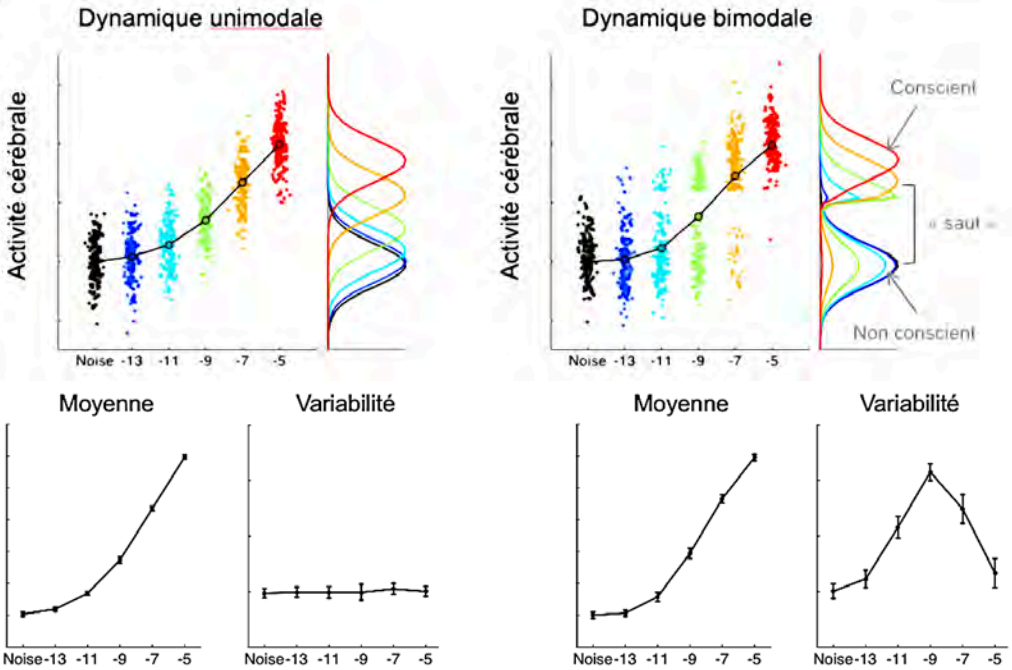 Dynamique unimodale
Dynamique bimodale
Activité cérébrale
Noise -13 -11 -9 -7 -5
Activité cérébrale
Conscient
« saut »
Non conscient
Noise -13 -11 -9 -7 -5
Moyenne
Variabilité
Moyenne
Variabilité
Noise -13 -11 -9 -7 -5
Noise -13 -11 -9 -7 -5
Noise -13 -11 -9 -7 -5
Noise -13 -11 -9 -7 -5